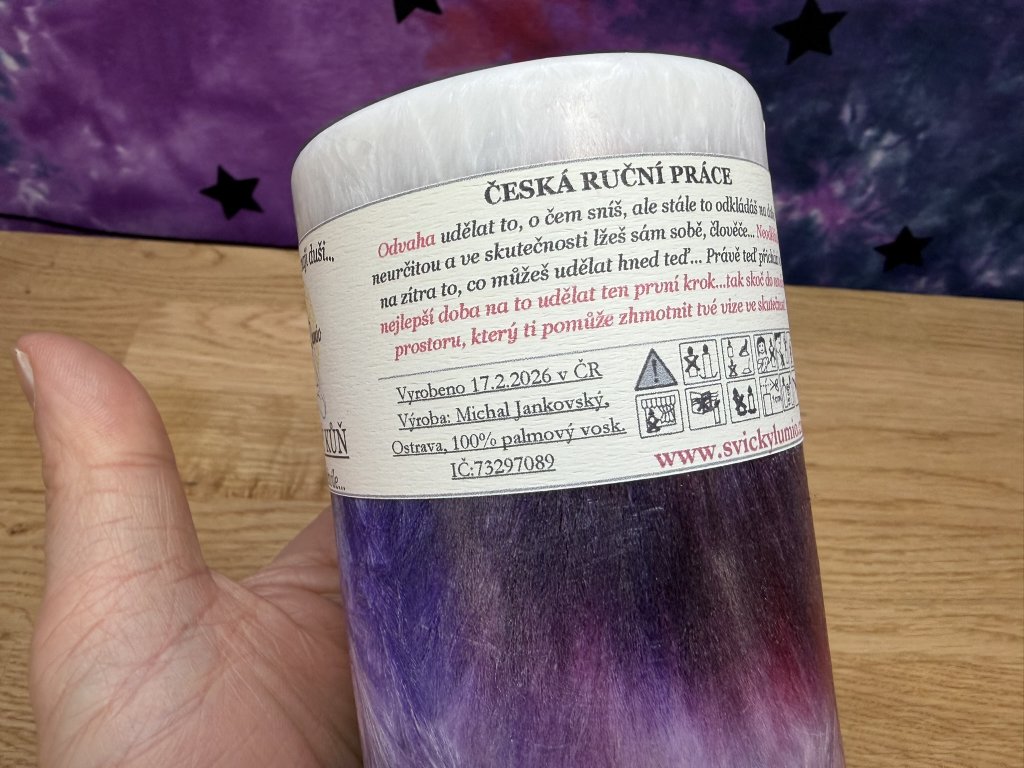 ČESKÁ RUČNÍ PRÁCE
Odvaha udělat to, o čem sníš, ale stále to odkládáš na
neurčitou a ve skutečnosti lžeš sám sobě, člověče...
na zítra to, co můžeš udělat hned teď... Právě teď
nejlepší doba na to udělat ten první krok...tak skoč do
prostoru, který ti pomůže zhmotnit tvé vize ve
Vyrobeno 17.2.2026 v ČR
Výroba: Michal Jankovský,
Ostrava, 100% palmový vosk.
IČ:73297089
www.svickylumio.
duši...